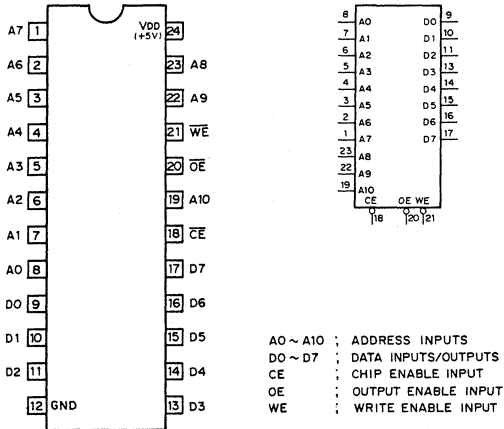 A7 1 VDD (+5V) 24
A6 2 23 A8
A5 3 22 A9
A4 4 21 W̅E̅
A3 5 20 O̅E̅
A2 6 19 A10
A1 7 18 C̅E̅
A0 8 17 D7
D0 9 16 D6
D1 10 15 D5
D2 11 14 D4
12 GND 13 D3
8 A0 D0 9
7 A1 D1 10
6 A2 D2 11
5 A3 D3 13
4 A4 D4 14
3 A5 D5 15
2 A6 D6 16
1 A7 D7 17
23 A8
22 A9
19 A10
CE OE WE
18 20 21
A0 ~ A10 ; ADDRESS INPUTS
D0 ~ D7 ; DATA INPUTS/OUTPUTS
CE ; CHIP ENABLE INPUT
OE ; OUTPUT ENABLE INPUT
WE ; WRITE ENABLE INPUT